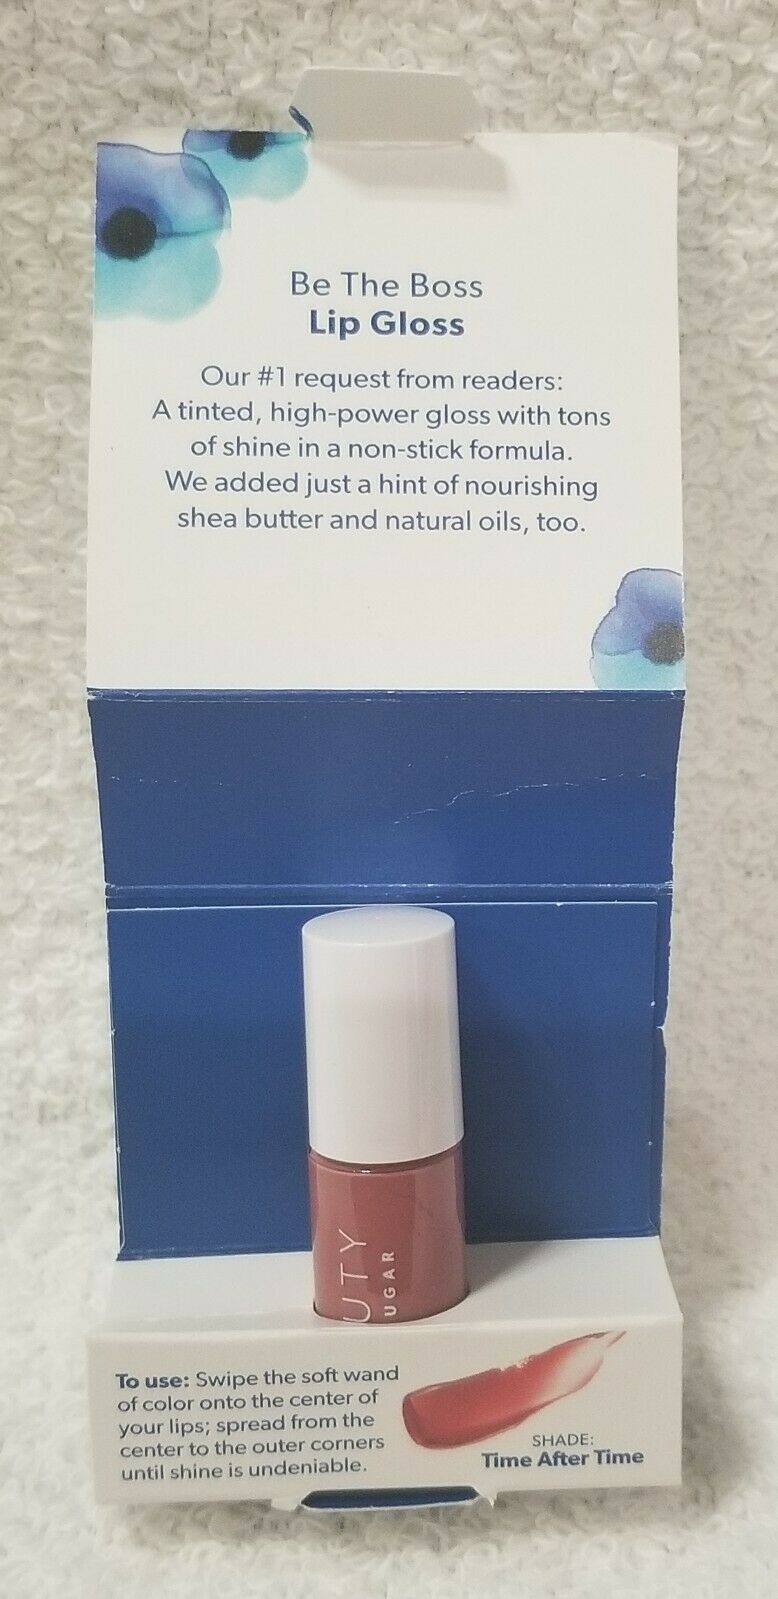 Be The Boss
Lip Gloss
Our #1 request from readers:
A tinted, high-power gloss with tons
of shine in a non-stick formula.
We added just a hint of nourishing
shea butter and natural oils, too.
UTY
UGAR
To use: Swipe the soft wand
of color onto the center of
your lips; spread from the
center to the outer corners
until shine is undeniable.
SHADE:
Time After Time